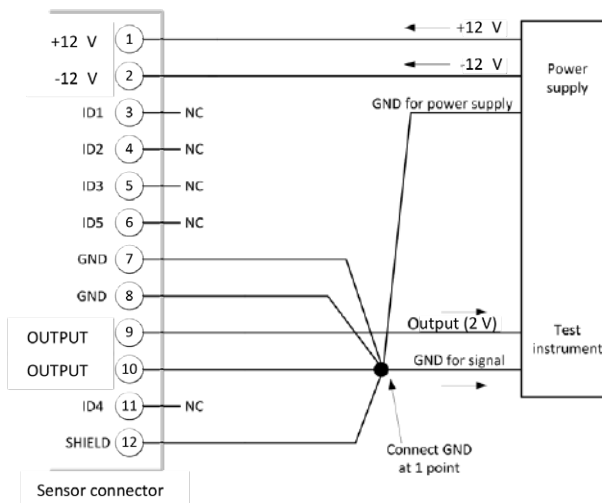 +12 V 1 +12 V
-12 V 2 -12 V
Power
supply
ID1 3 NC GND for power supply
ID2 4 NC
ID3 5 NC
ID5 6 NC
GND 7
GND 8
OUTPUT 9 Output (2 V)
Test
instrument
OUTPUT 10 GND for signal
ID4 11 NC
SHIELD 12
Connect GND
at 1 point
Sensor connector